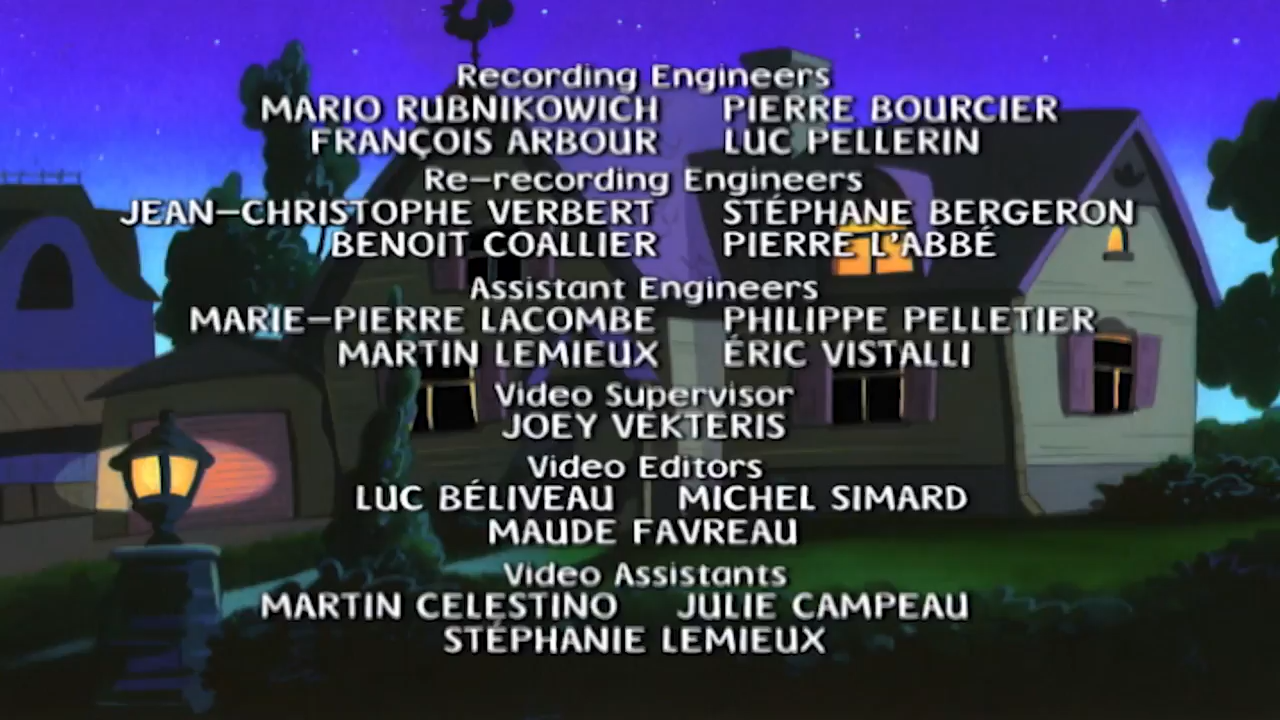 Recording Engineers
MARIO RUBNIKOWICH PIERRE BOURCIER
FRANÇOIS ARBOUR LUC PELLERIN
Re-recording Engineers
JEAN-CHRISTOPHE VERBERT STÉPHANE BERGERON
BENOIT COALLIER PIERRE L'ABBÉ
Assistant Engineers
MARIE-PIERRE LACOMBE PHILIPPE PELLETIER
MARTIN LEMIEUX ÉRIC VISTALLI
Video Supervisor
JOEY VEKTERIS
Video Editors
LUC BÉLIVEAU MICHEL SIMARD
MAUDE FAVREAU
Video Assistants
MARTIN CELESTINO JULIE CAMPEAU
STÉPHANIE LEMIEUX